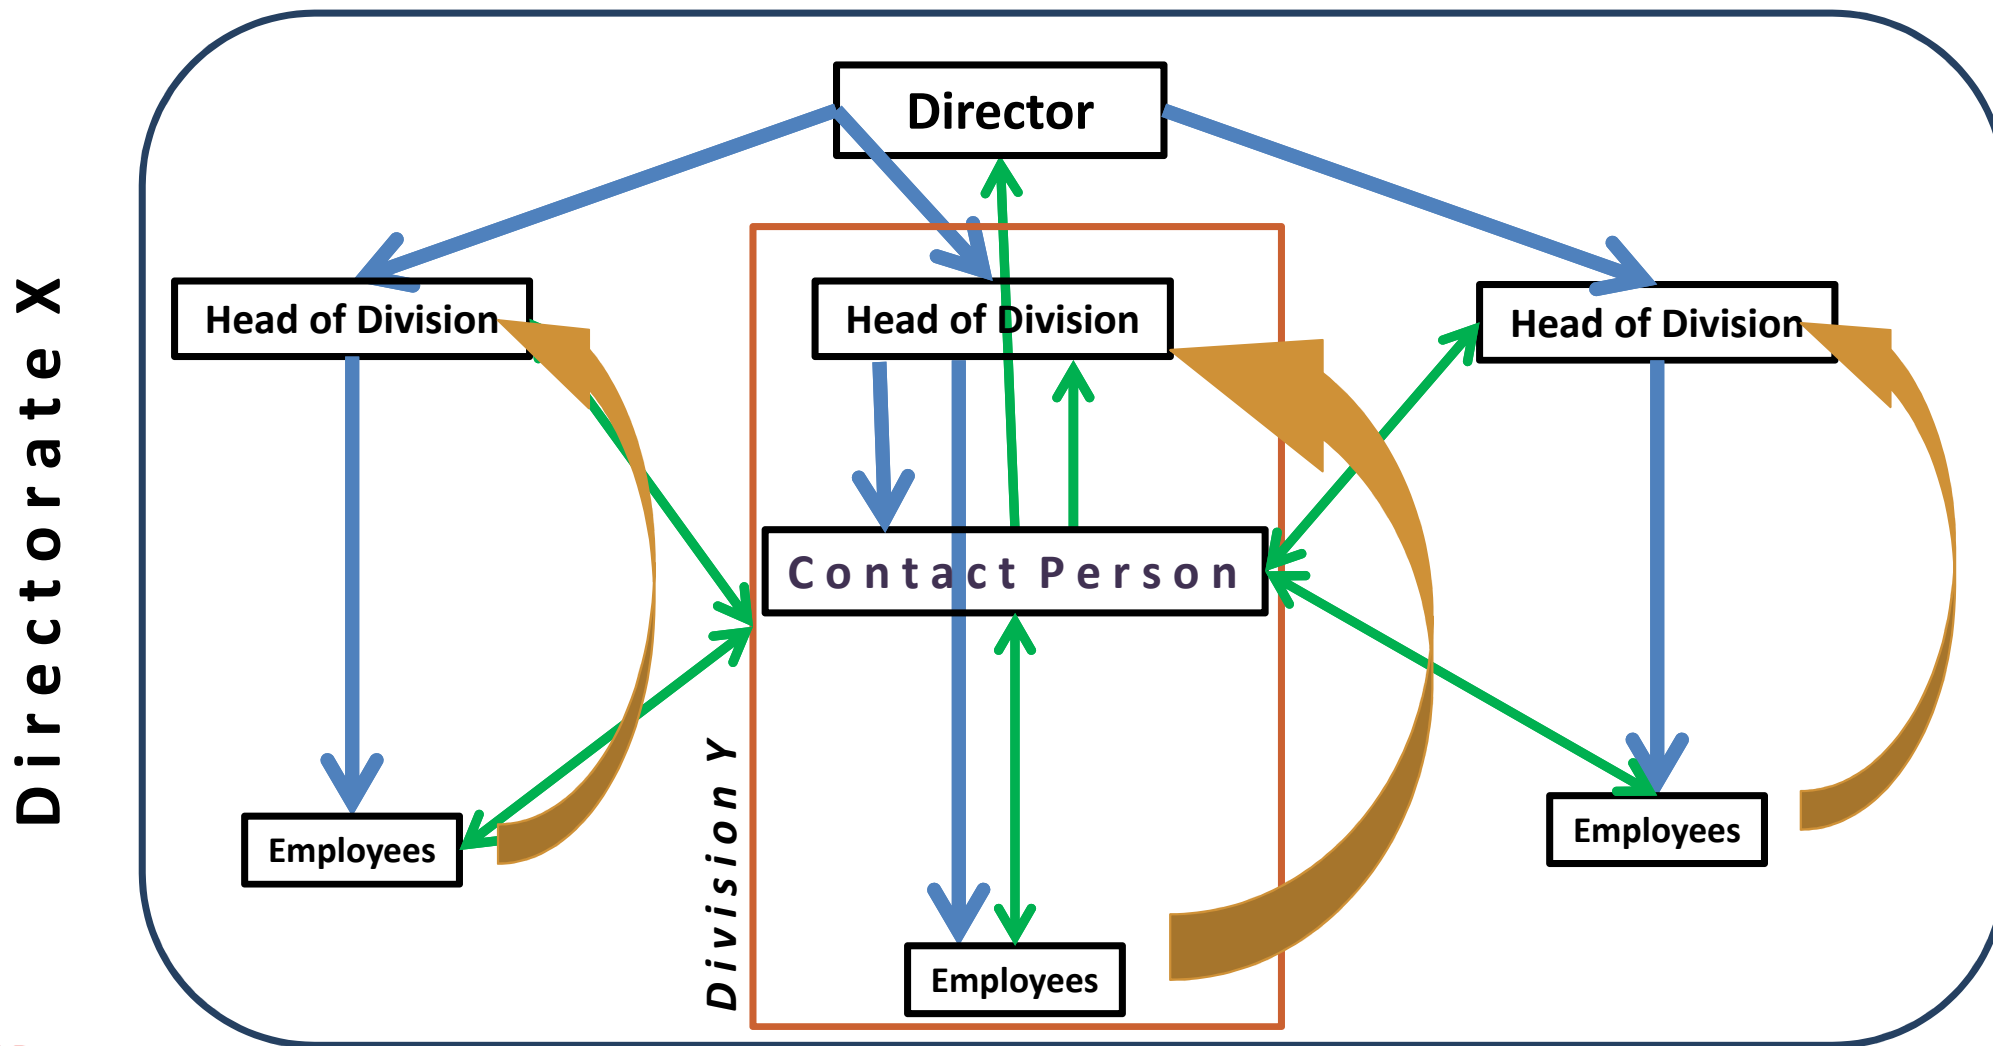 Directorate X
Director
Head of Division
Head of Division
Head of Division
Contact Person
Division Y
Employees
Employees
Employees